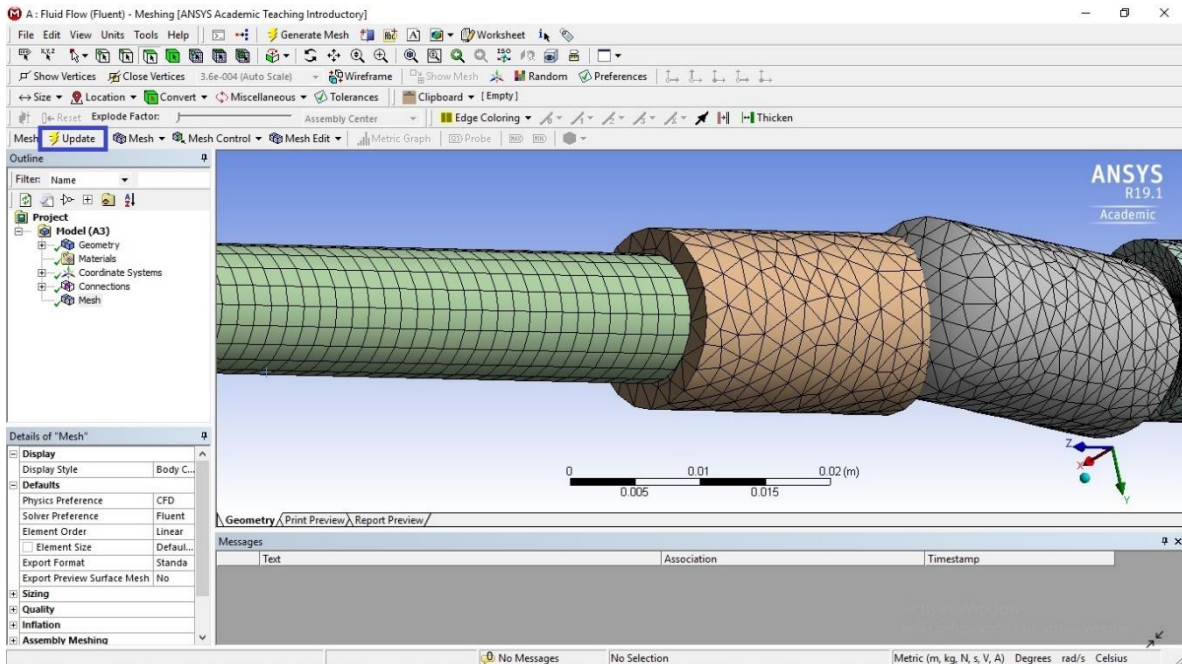 A : Fluid Flow (Fluent) - Meshing [ANSYS Academic Teaching Introductory]
File Edit View Units Tools Help Generate Mesh A Worksheet
Show Vertices Close Vertices 3.6e-004 (Auto Scale) Wireframe Show Mesh Random Preferences
Size Location Convert Miscellaneous Tolerances Clipboard [Empty]
Reset Explode Factor: Assembly Center Edge Coloring Thicken
Mesh Update Mesh Mesh Control Mesh Edit Metric Graph Probe
Outline
Filter: Name
Project
Model (A3)
Geometry
Materials
Coordinate Systems
Connections
Mesh
ANSYS
R19.1
Academic
Z
X
Y
0 0.01 0.02 (m)
0.005 0.015
Geometry Print Preview Report Preview
Details of "Mesh"
Display
Display Style Body C...
Defaults
Physics Preference CFD
Solver Preference Fluent
Element Order Linear
Element Size Defaul...
Export Format Standa
Export Preview Surface Mesh No
Sizing
Quality
Inflation
Assembly Meshing
Messages
Text Association Timestamp
0 No Messages No Selection Metric (m, kg, N, s, V, A) Degrees rad/s Celsius